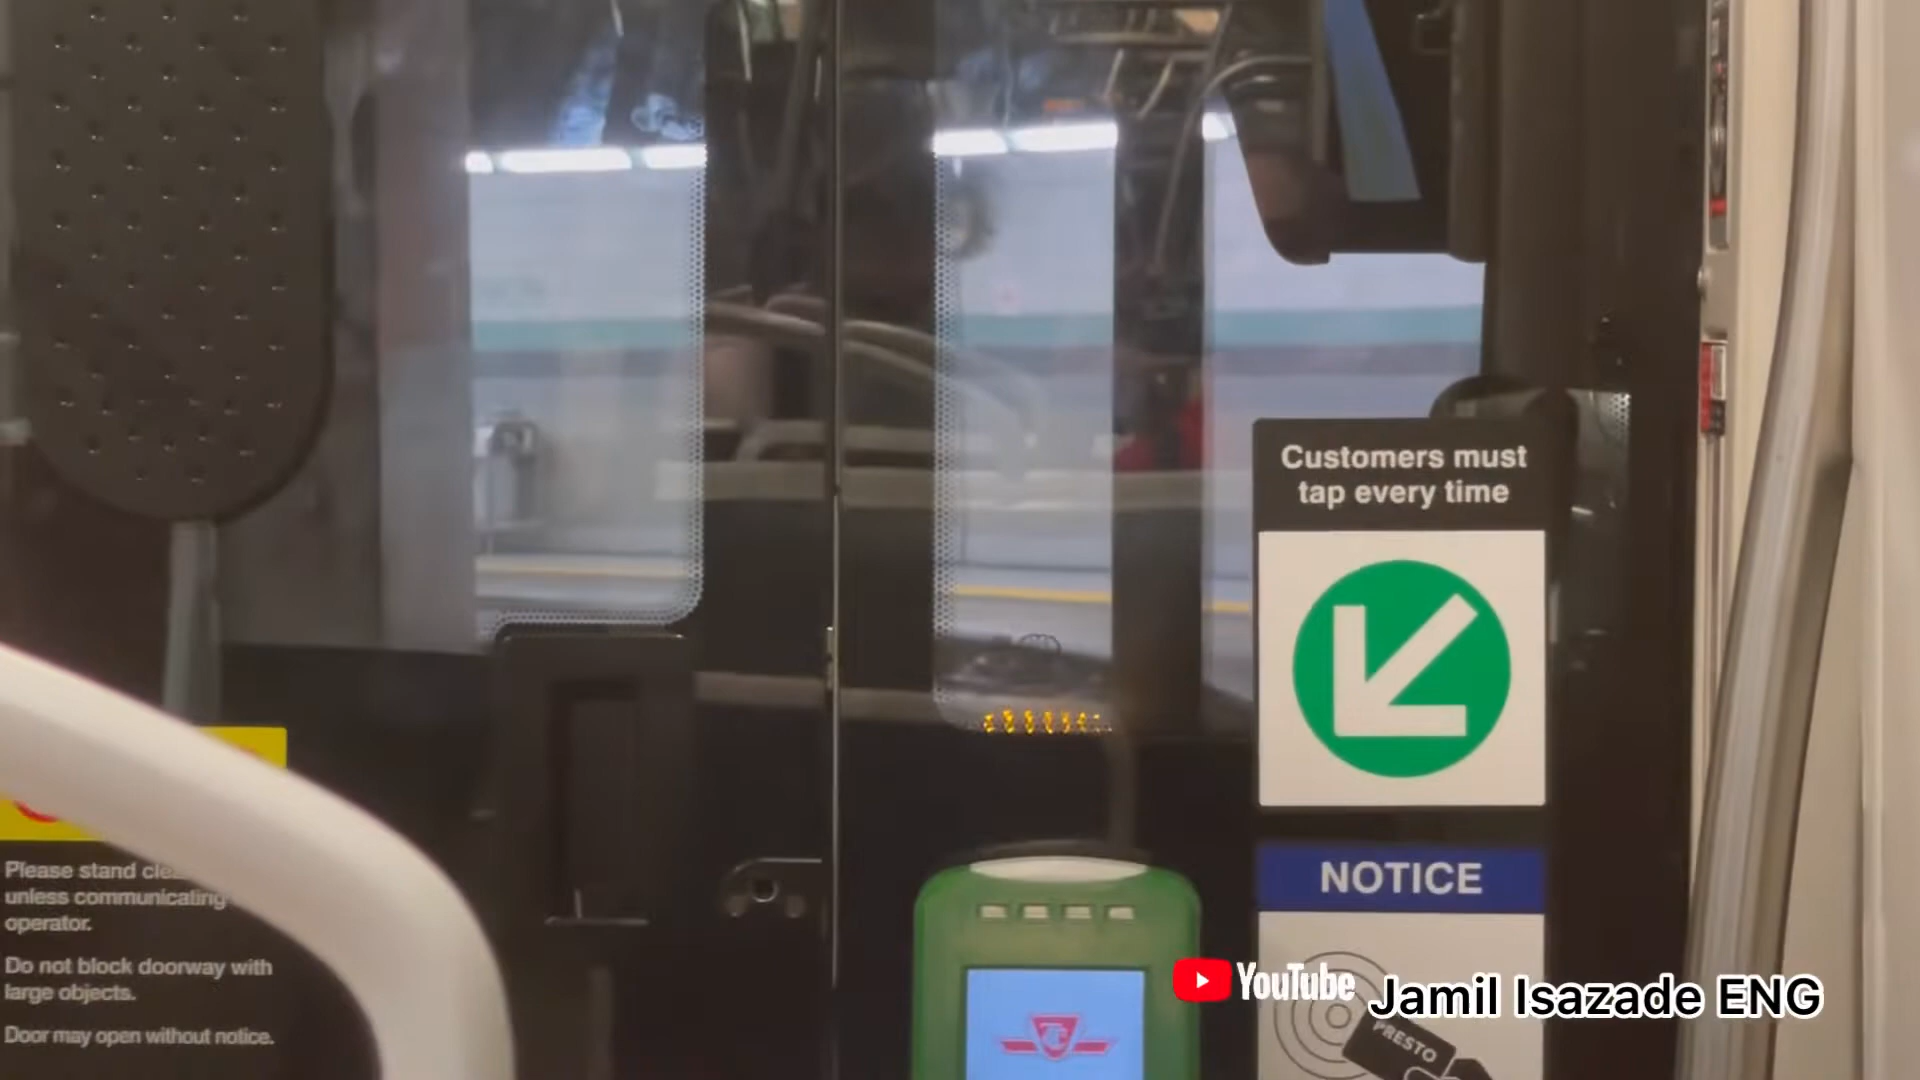 Customers must
tap every time
NOTICE
PRESTO
Please stand
unless communicating
operator.
Do not block doorway with
large objects.
Door may open without notice.
YouTube
Jamil Isazade ENG